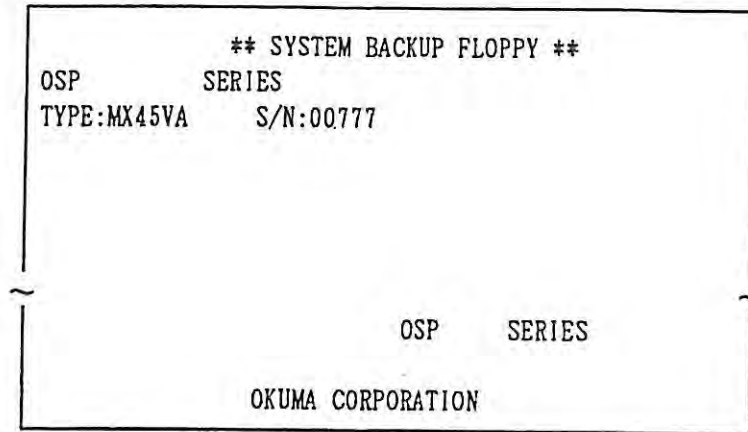 ** SYSTEM BACKUP FLOPPY **
OSP SERIES
TYPE:MX45VA S/N:00777
OSP SERIES
OKUMA CORPORATION